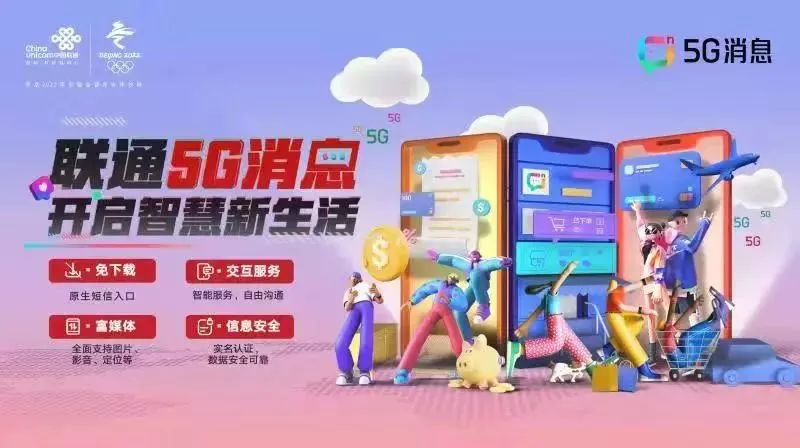 China
unicom中国联通
BEIJING 2022
5G消息
5G
5G
5G
联通5G消息
开启智慧新生活
免下载
原生短信入口
交互服务
智能服务，自由沟通
富媒体
全面支持图片、
影音、定位等
信息安全
实名认证，
数据安全可靠
已下单
5G
5G